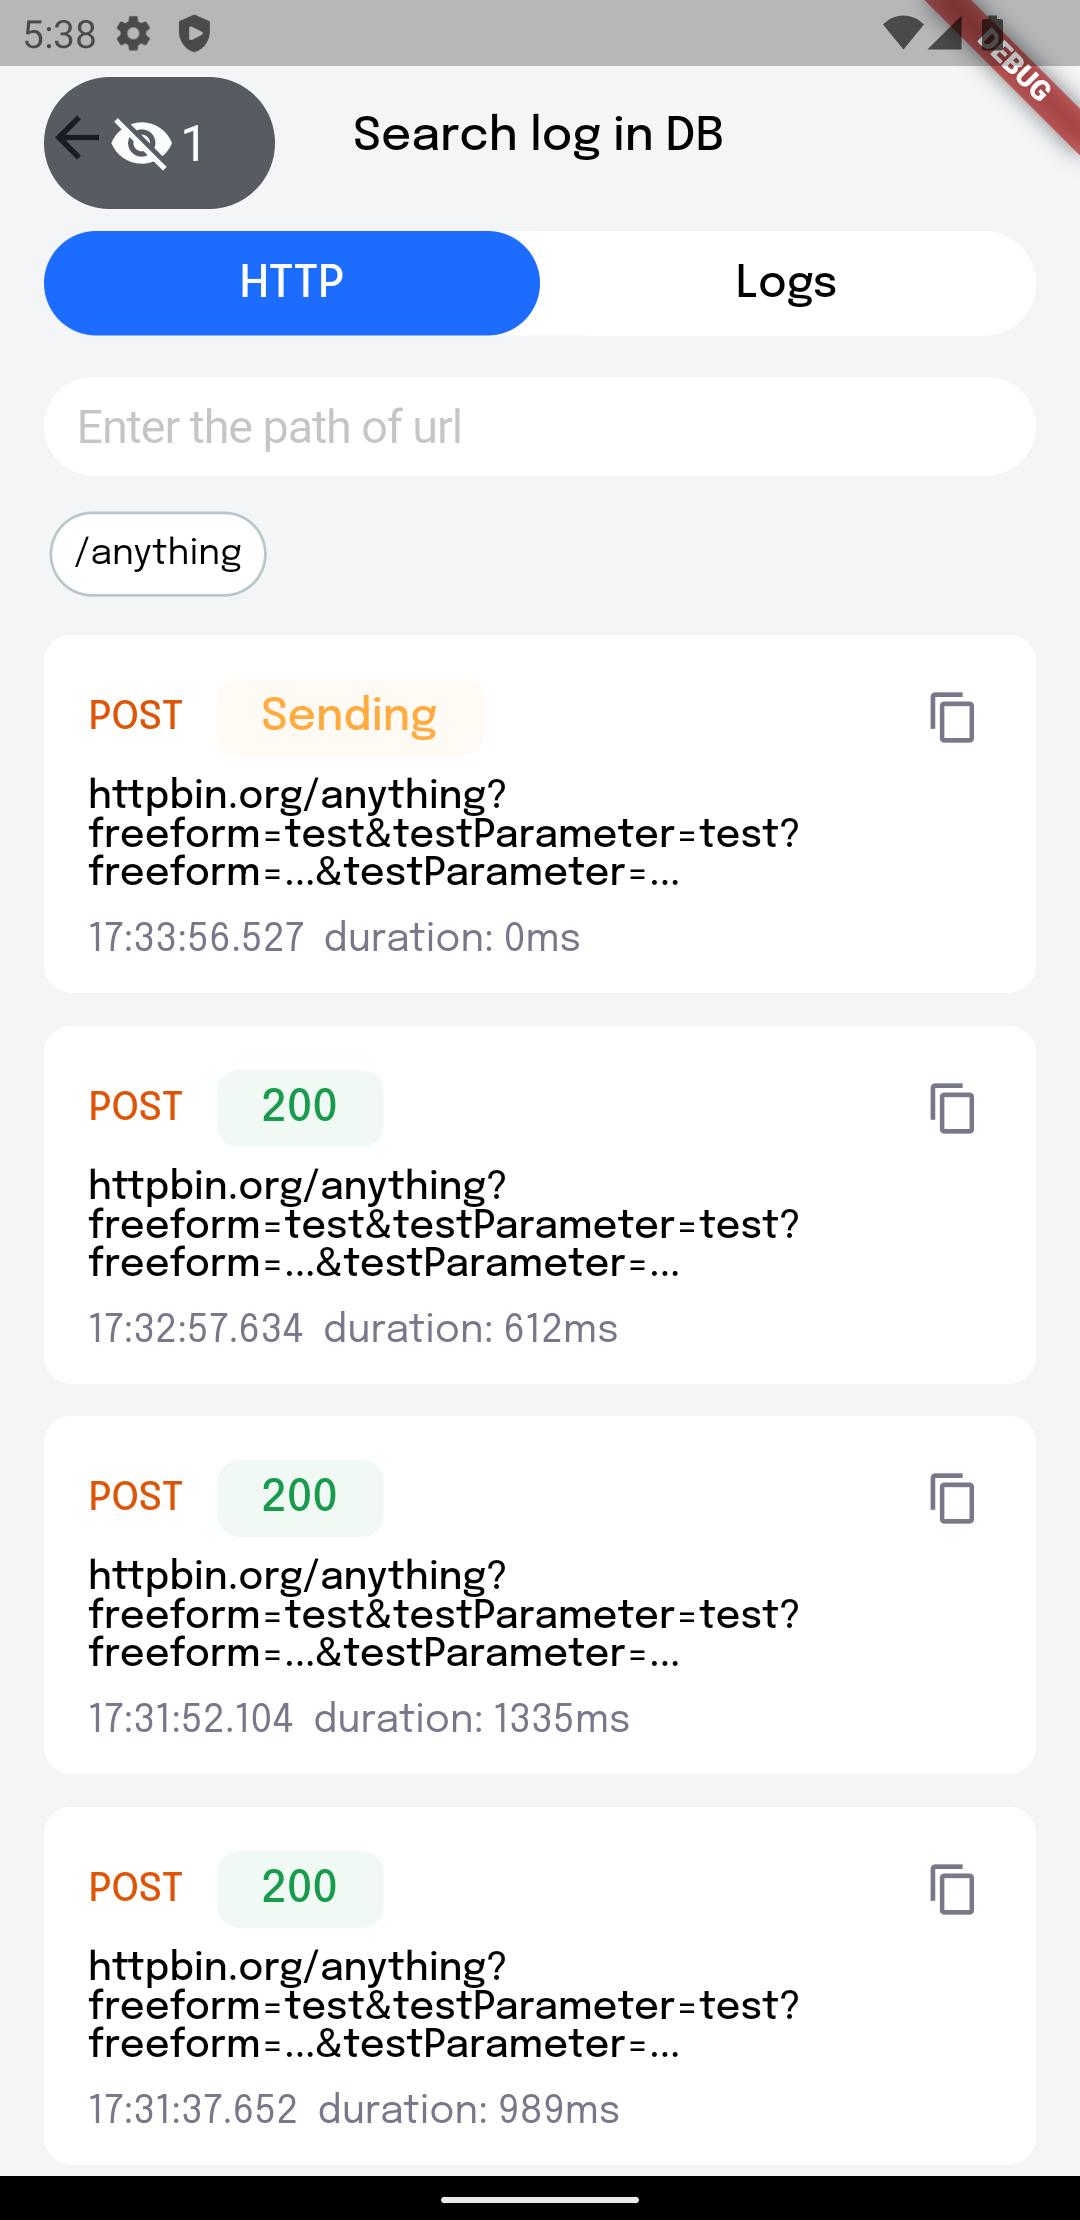 5:38
DEBUG
1
Search log in DB
HTTP
Logs
Enter the path of url
/anything
POST
Sending
httpbin.org/anything?
freeform=test&testParameter=test?
freeform=...&testParameter=...
17:33:56.527 duration: 0ms
POST
200
httpbin.org/anything?
freeform=test&testParameter=test?
freeform=...&testParameter=...
17:32:57.634 duration: 612ms
POST
200
httpbin.org/anything?
freeform=test&testParameter=test?
freeform=...&testParameter=...
17:31:52.104 duration: 1335ms
POST
200
httpbin.org/anything?
freeform=test&testParameter=test?
freeform=...&testParameter=...
17:31:37.652 duration: 989ms